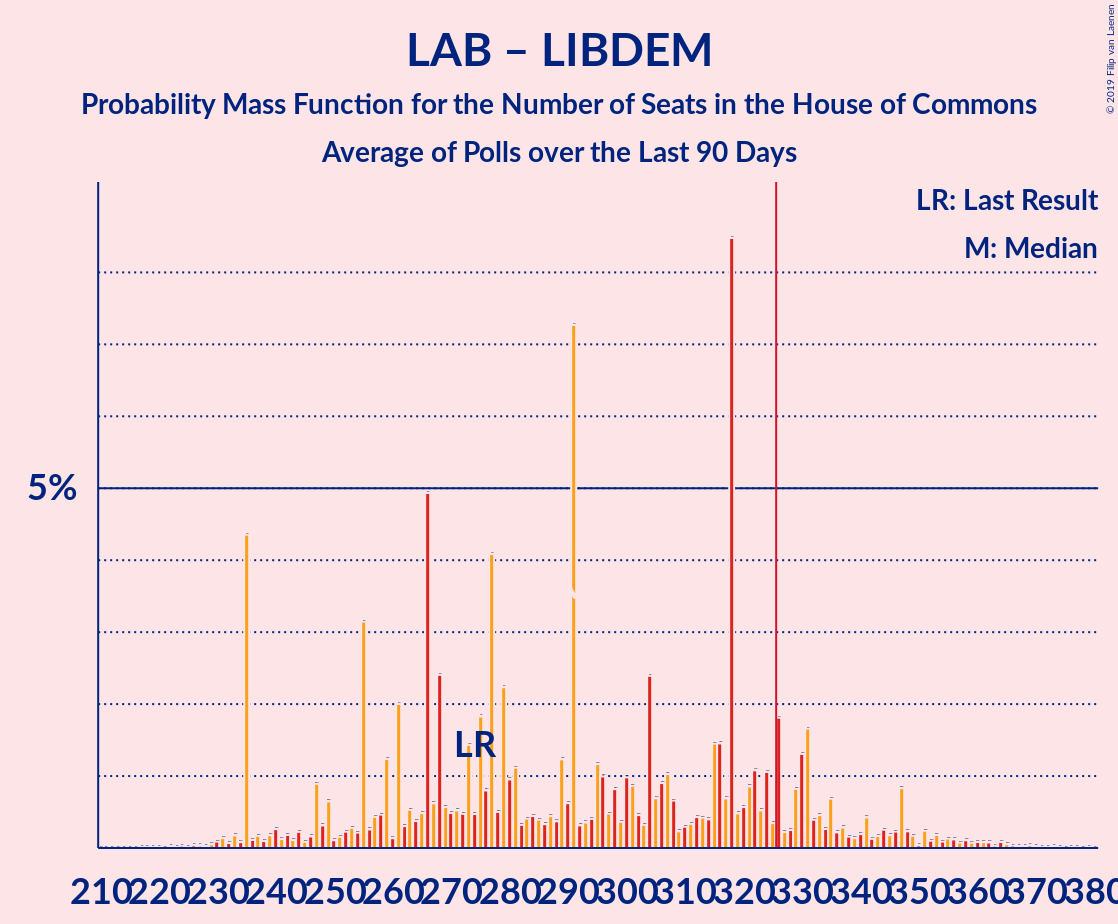 LAB – LIBDEM
Probability Mass Function for the Number of Seats in the House of Commons
Average of Polls over the Last 90 Days
© 2019 Filip van Laenen
LR: Last Result
M: Median
5%
LR
210 220 230 240 250 260 270 280 290 300 310 320 330 340 350 360 370 380